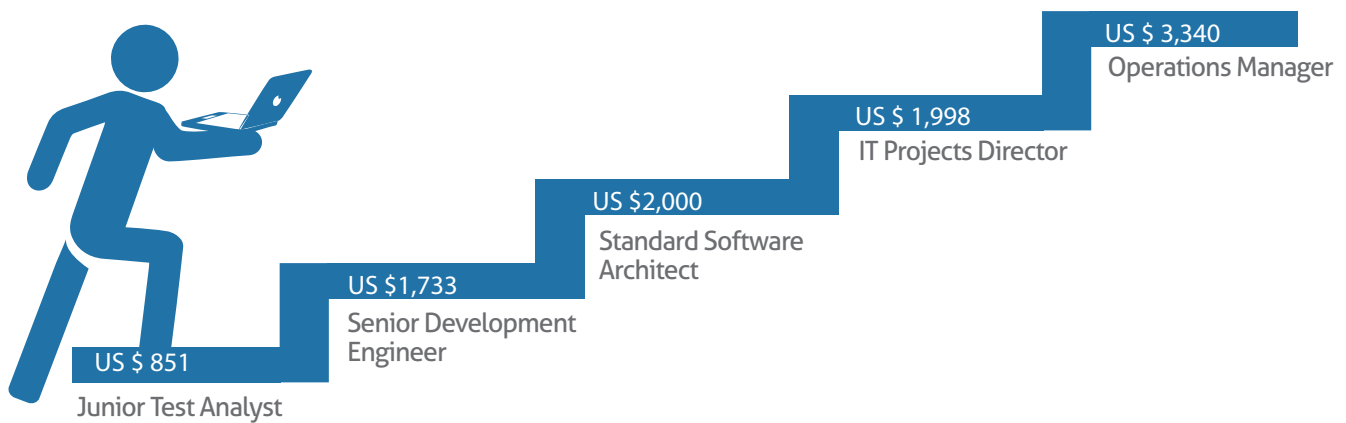 US $ 3,340
Operations Manager
US $ 1,998
IT Projects Director
US $2,000
Standard Software
Architect
US $1,733
Senior Development
Engineer
US $ 851
Junior Test Analyst